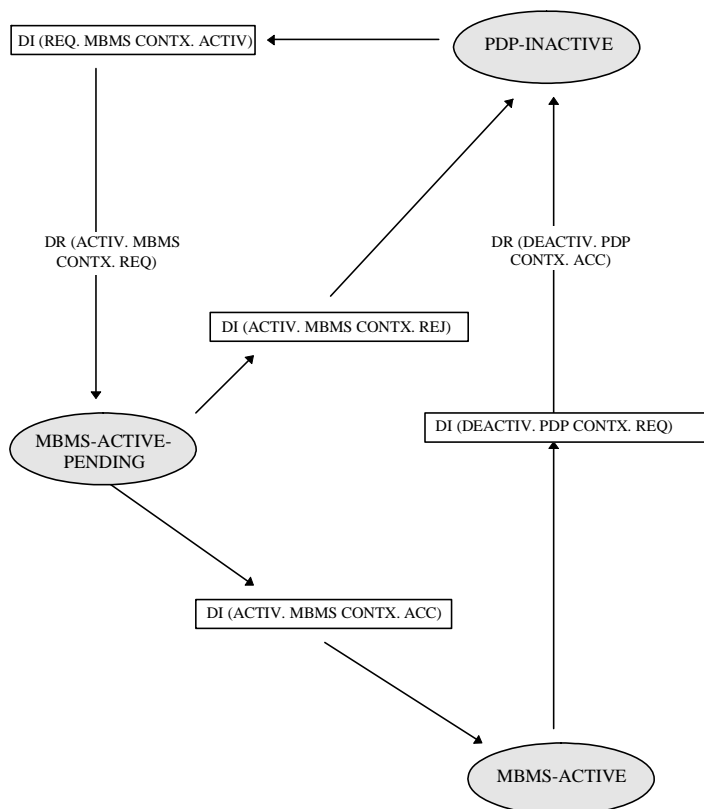 DI (REQ. MBMS CONTX. ACTIV)
PDP-INACTIVE
DR (ACTIV. MBMS
CONTX. REQ)
DR (DEACTIV. PDP
CONTX. ACC)
DI (ACTIV. MBMS CONTX. REJ)
MBMS-ACTIVE-
PENDING
DI (DEACTIV. PDP CONTX. REQ)
DI (ACTIV. MBMS CONTX. ACC)
MBMS-ACTIVE